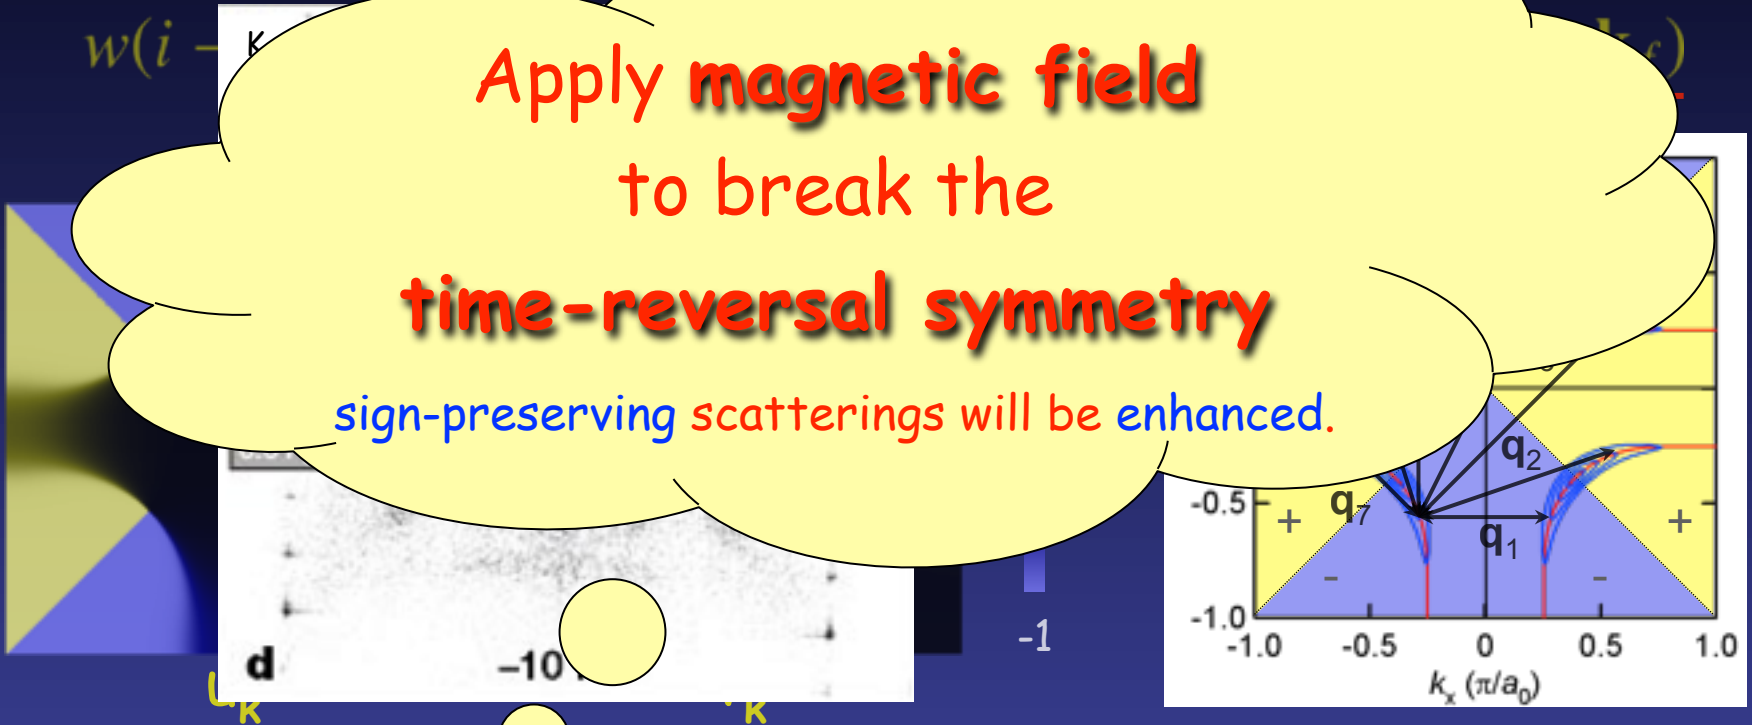 w(i –
K
f)
Apply magnetic field
to break the
time-reversal symmetry
sign-preserving scatterings will be enhanced.
q2
-0.5
q7
+
+
q1
-
-
-1.0
-1.0 -0.5 0 0.5 1.0
kx (π/a0)
-1
d
–10
K
K